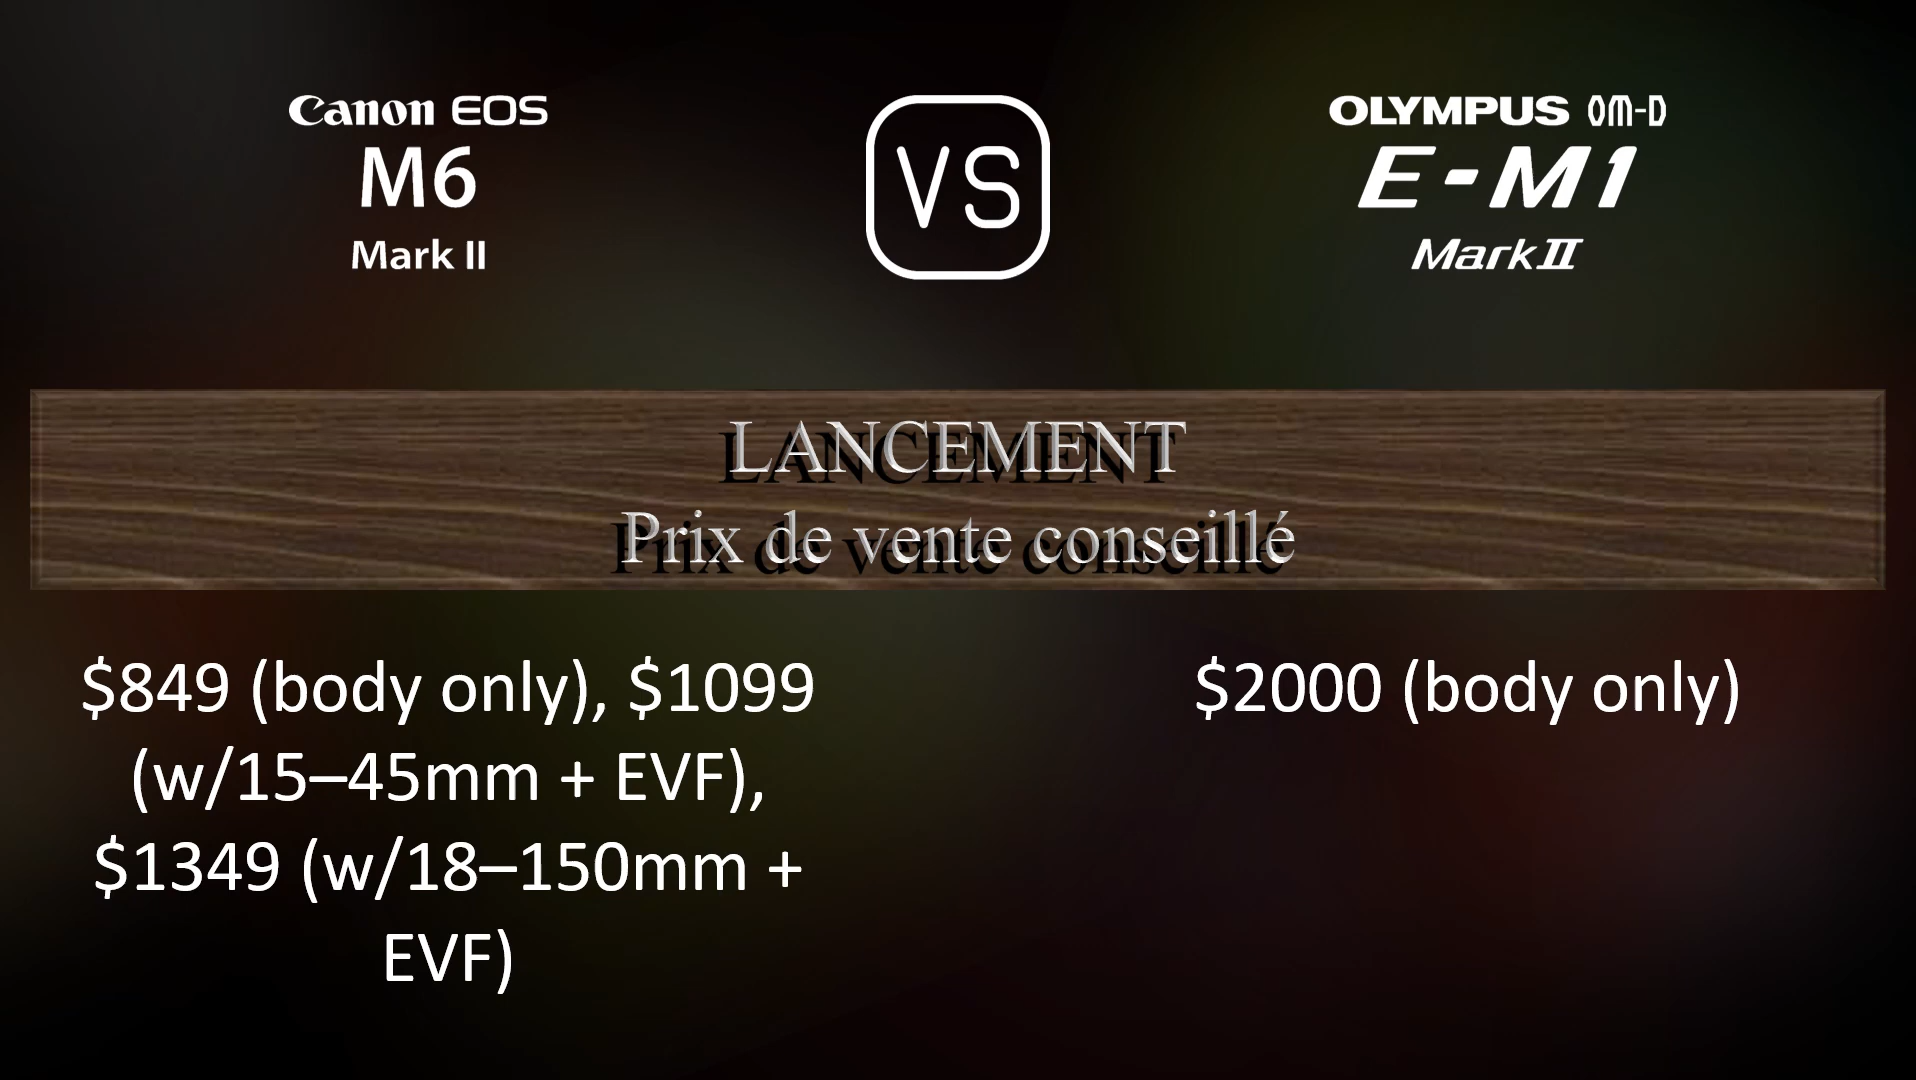 Canon EOS
M6
Mark II
VS
OLYMPUS OM-D
E-M1
Mark II
LANCEMENT
Prix de vente conseillé
$849 (body only), $1099
(w/15–45mm + EVF),
$1349 (w/18–150mm +
EVF)
$2000 (body only)